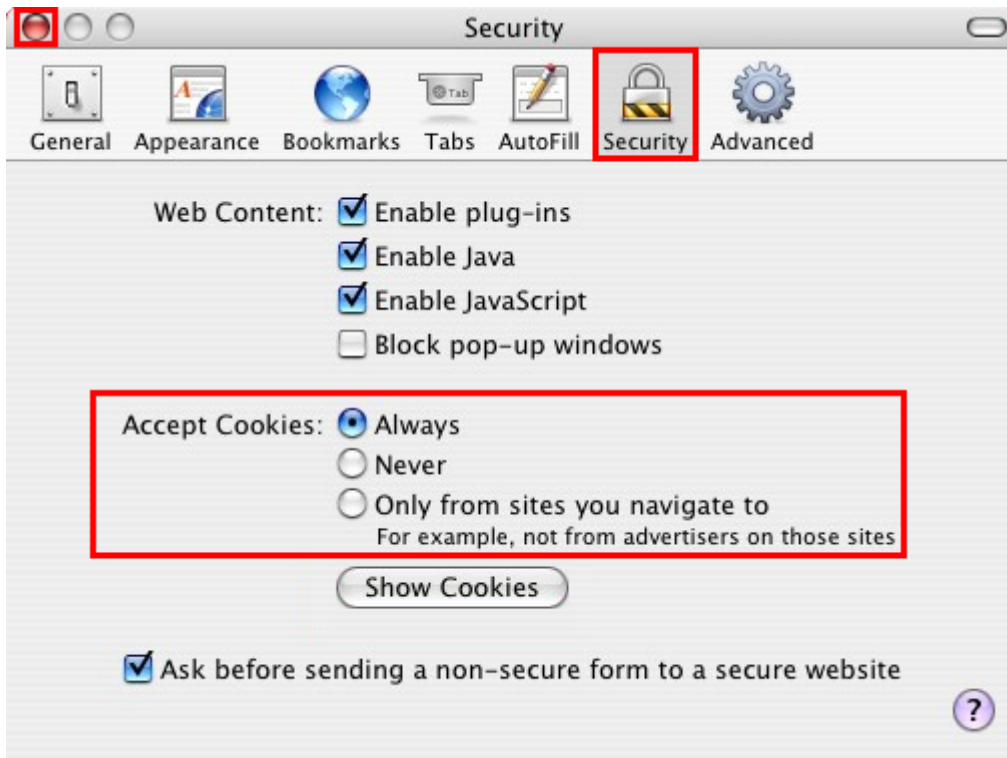 Security
General Appearance Bookmarks Tabs AutoFill Security Advanced
Tab
Web Content: Enable plug-ins
Enable Java
Enable JavaScript
Block pop-up windows
Accept Cookies: Always
Never
Only from sites you navigate to
For example, not from advertisers on those sites
Show Cookies
Ask before sending a non-secure form to a secure website
?